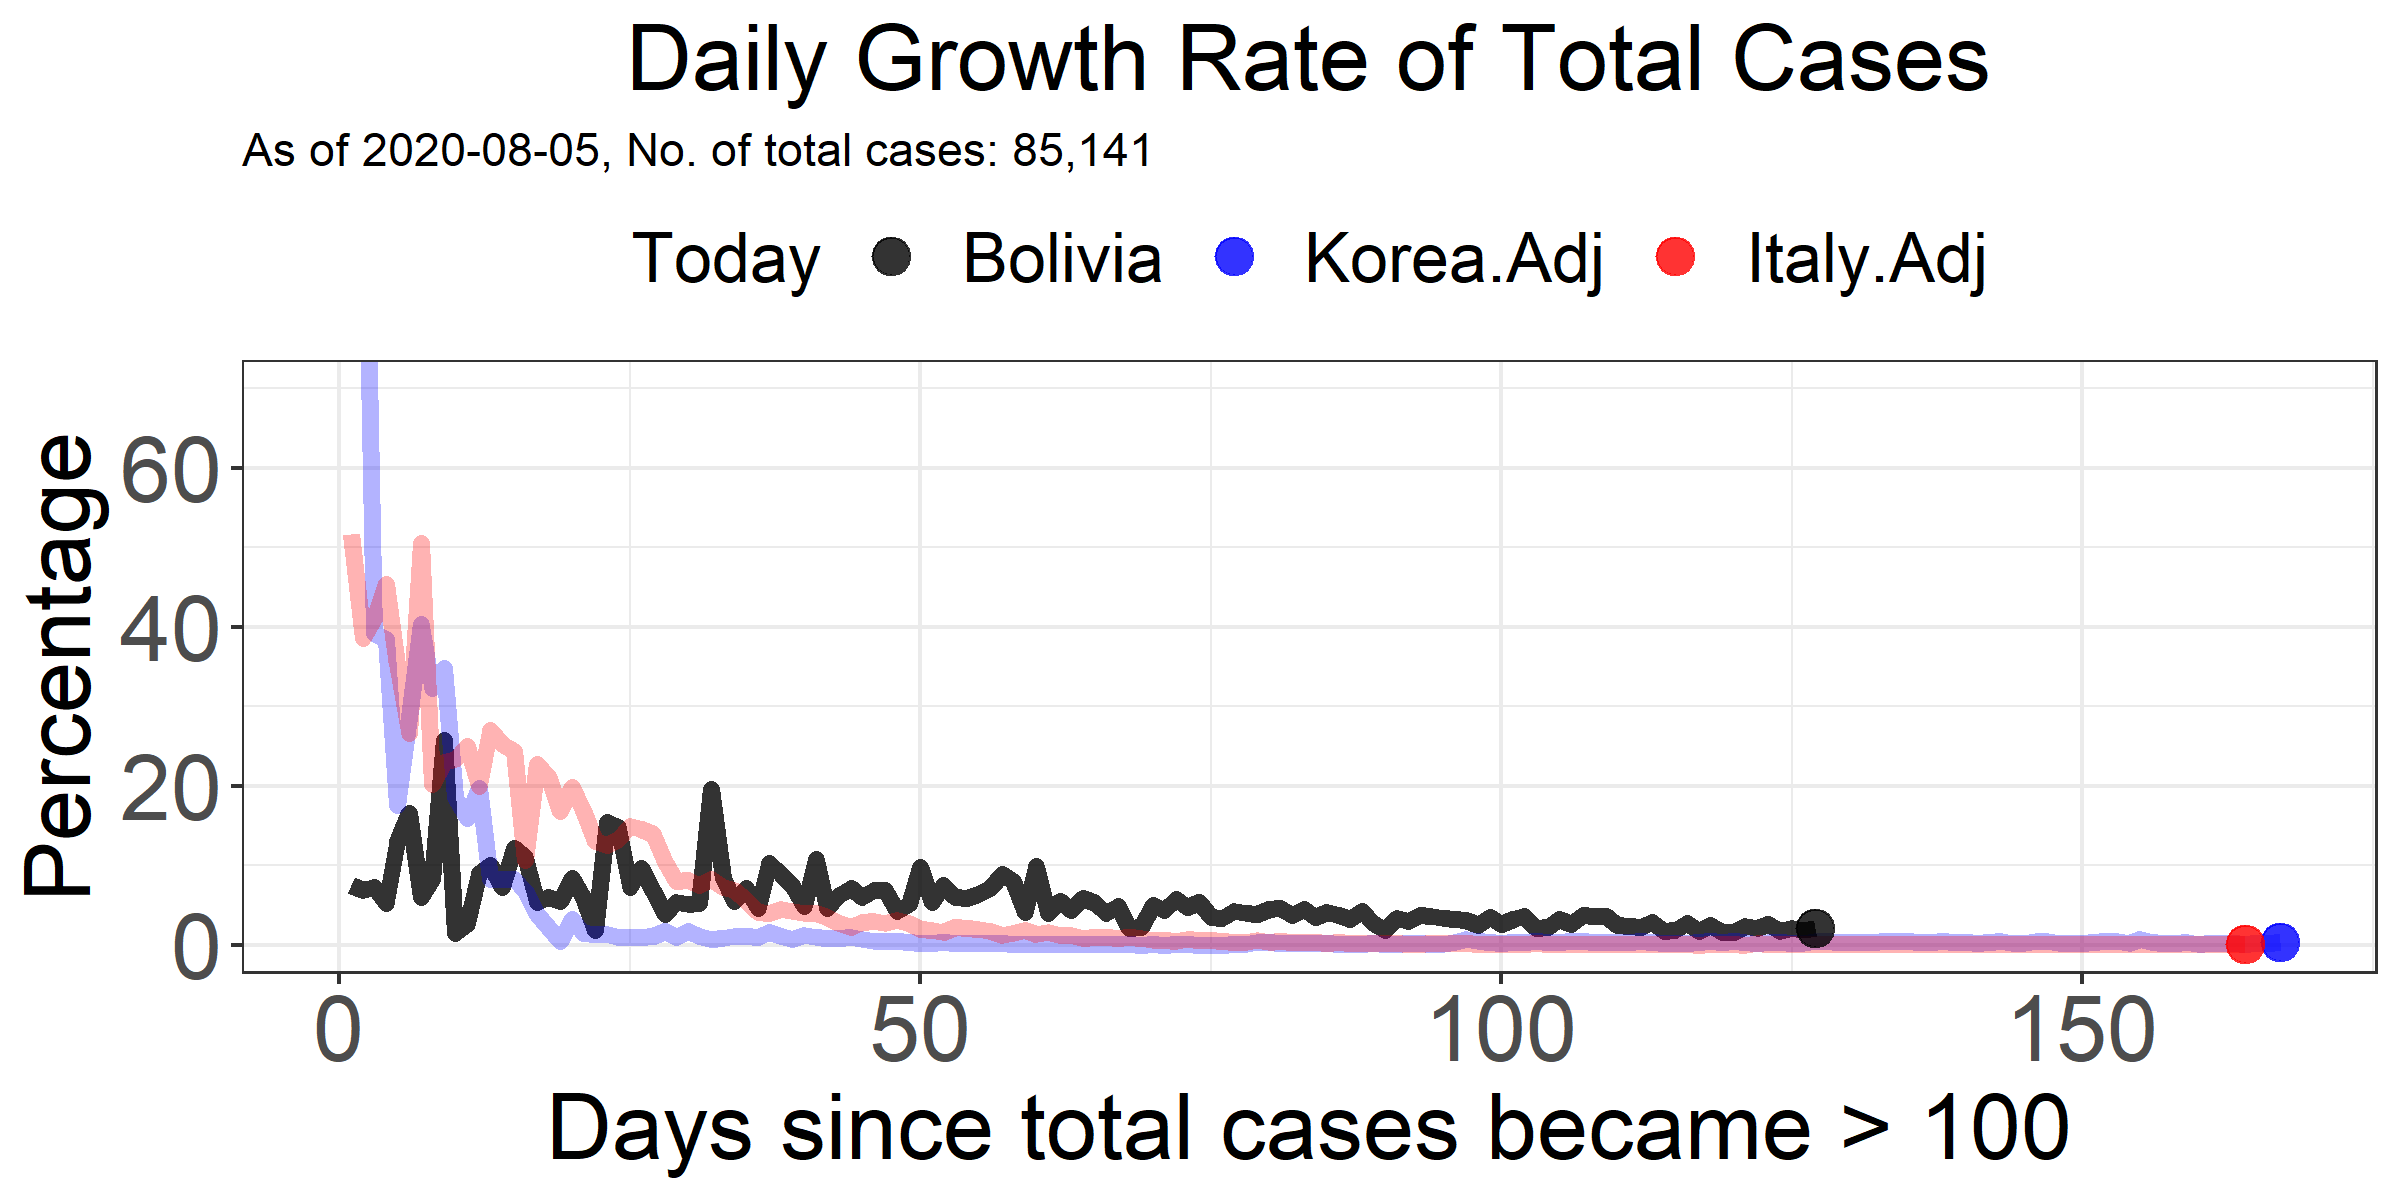 Daily Growth Rate of Total Cases
As of 2020-08-05, No. of total cases: 85,141
Today Bolivia Korea.Adj Italy.Adj
Percentage
60
40
20
0
0 50 100 150
Days since total cases became > 100